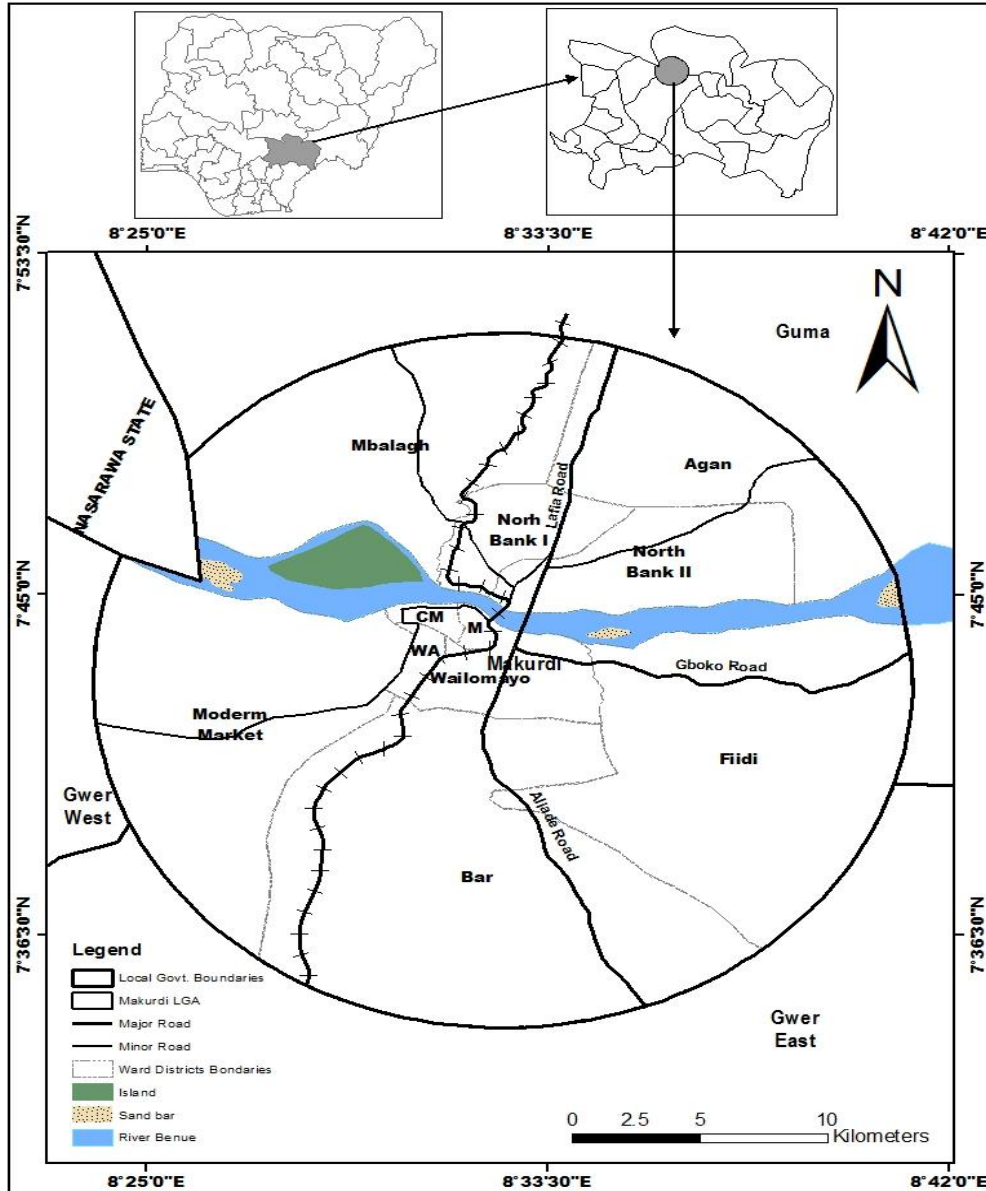 8°25'0"E
8°33'30"E
8°42'0"E
7°53'30"N
7°53'30"N
N
Guma
NASARAWA STATE
Mbalagh
Agan
Lafia Road
Norh
Bank I
North
Bank II
7°45'0"N
7°45'0"N
CM
M
WA
Makurdi
Wailomayo
Gboko Road
Moderm
Market
Fiidi
Gwer
West
Aliade Road
Bar
7°36'30"N
7°36'30"N
Gwer
East
Legend
Local Govt. Boundaries
Makurdi LGA
Major Road
Minor Road
Ward Districts Bondaries
Island
Sand bar
River Benue
0 2.5 5 10
Kilometers
8°25'0"E
8°33'30"E
8°42'0"E